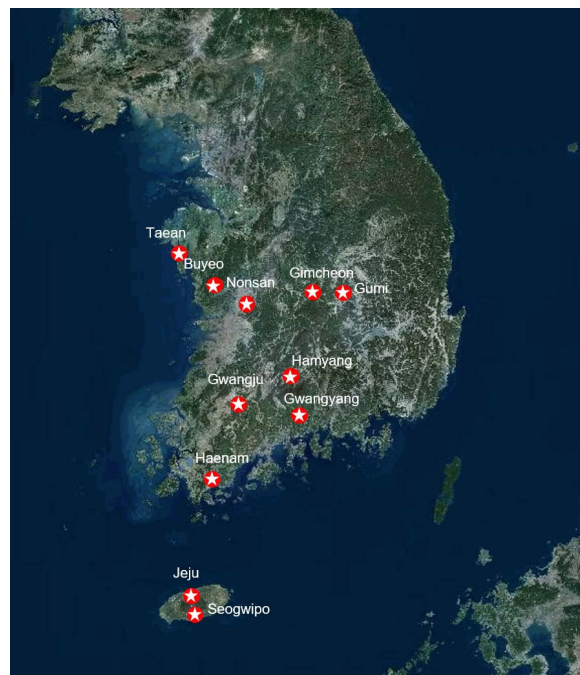 Taean
Buyeo
Nonsan
Gimcheon
Gumi
Hamyang
Gwangju
Gwangyang
Haenam
Jeju
Seogwipo